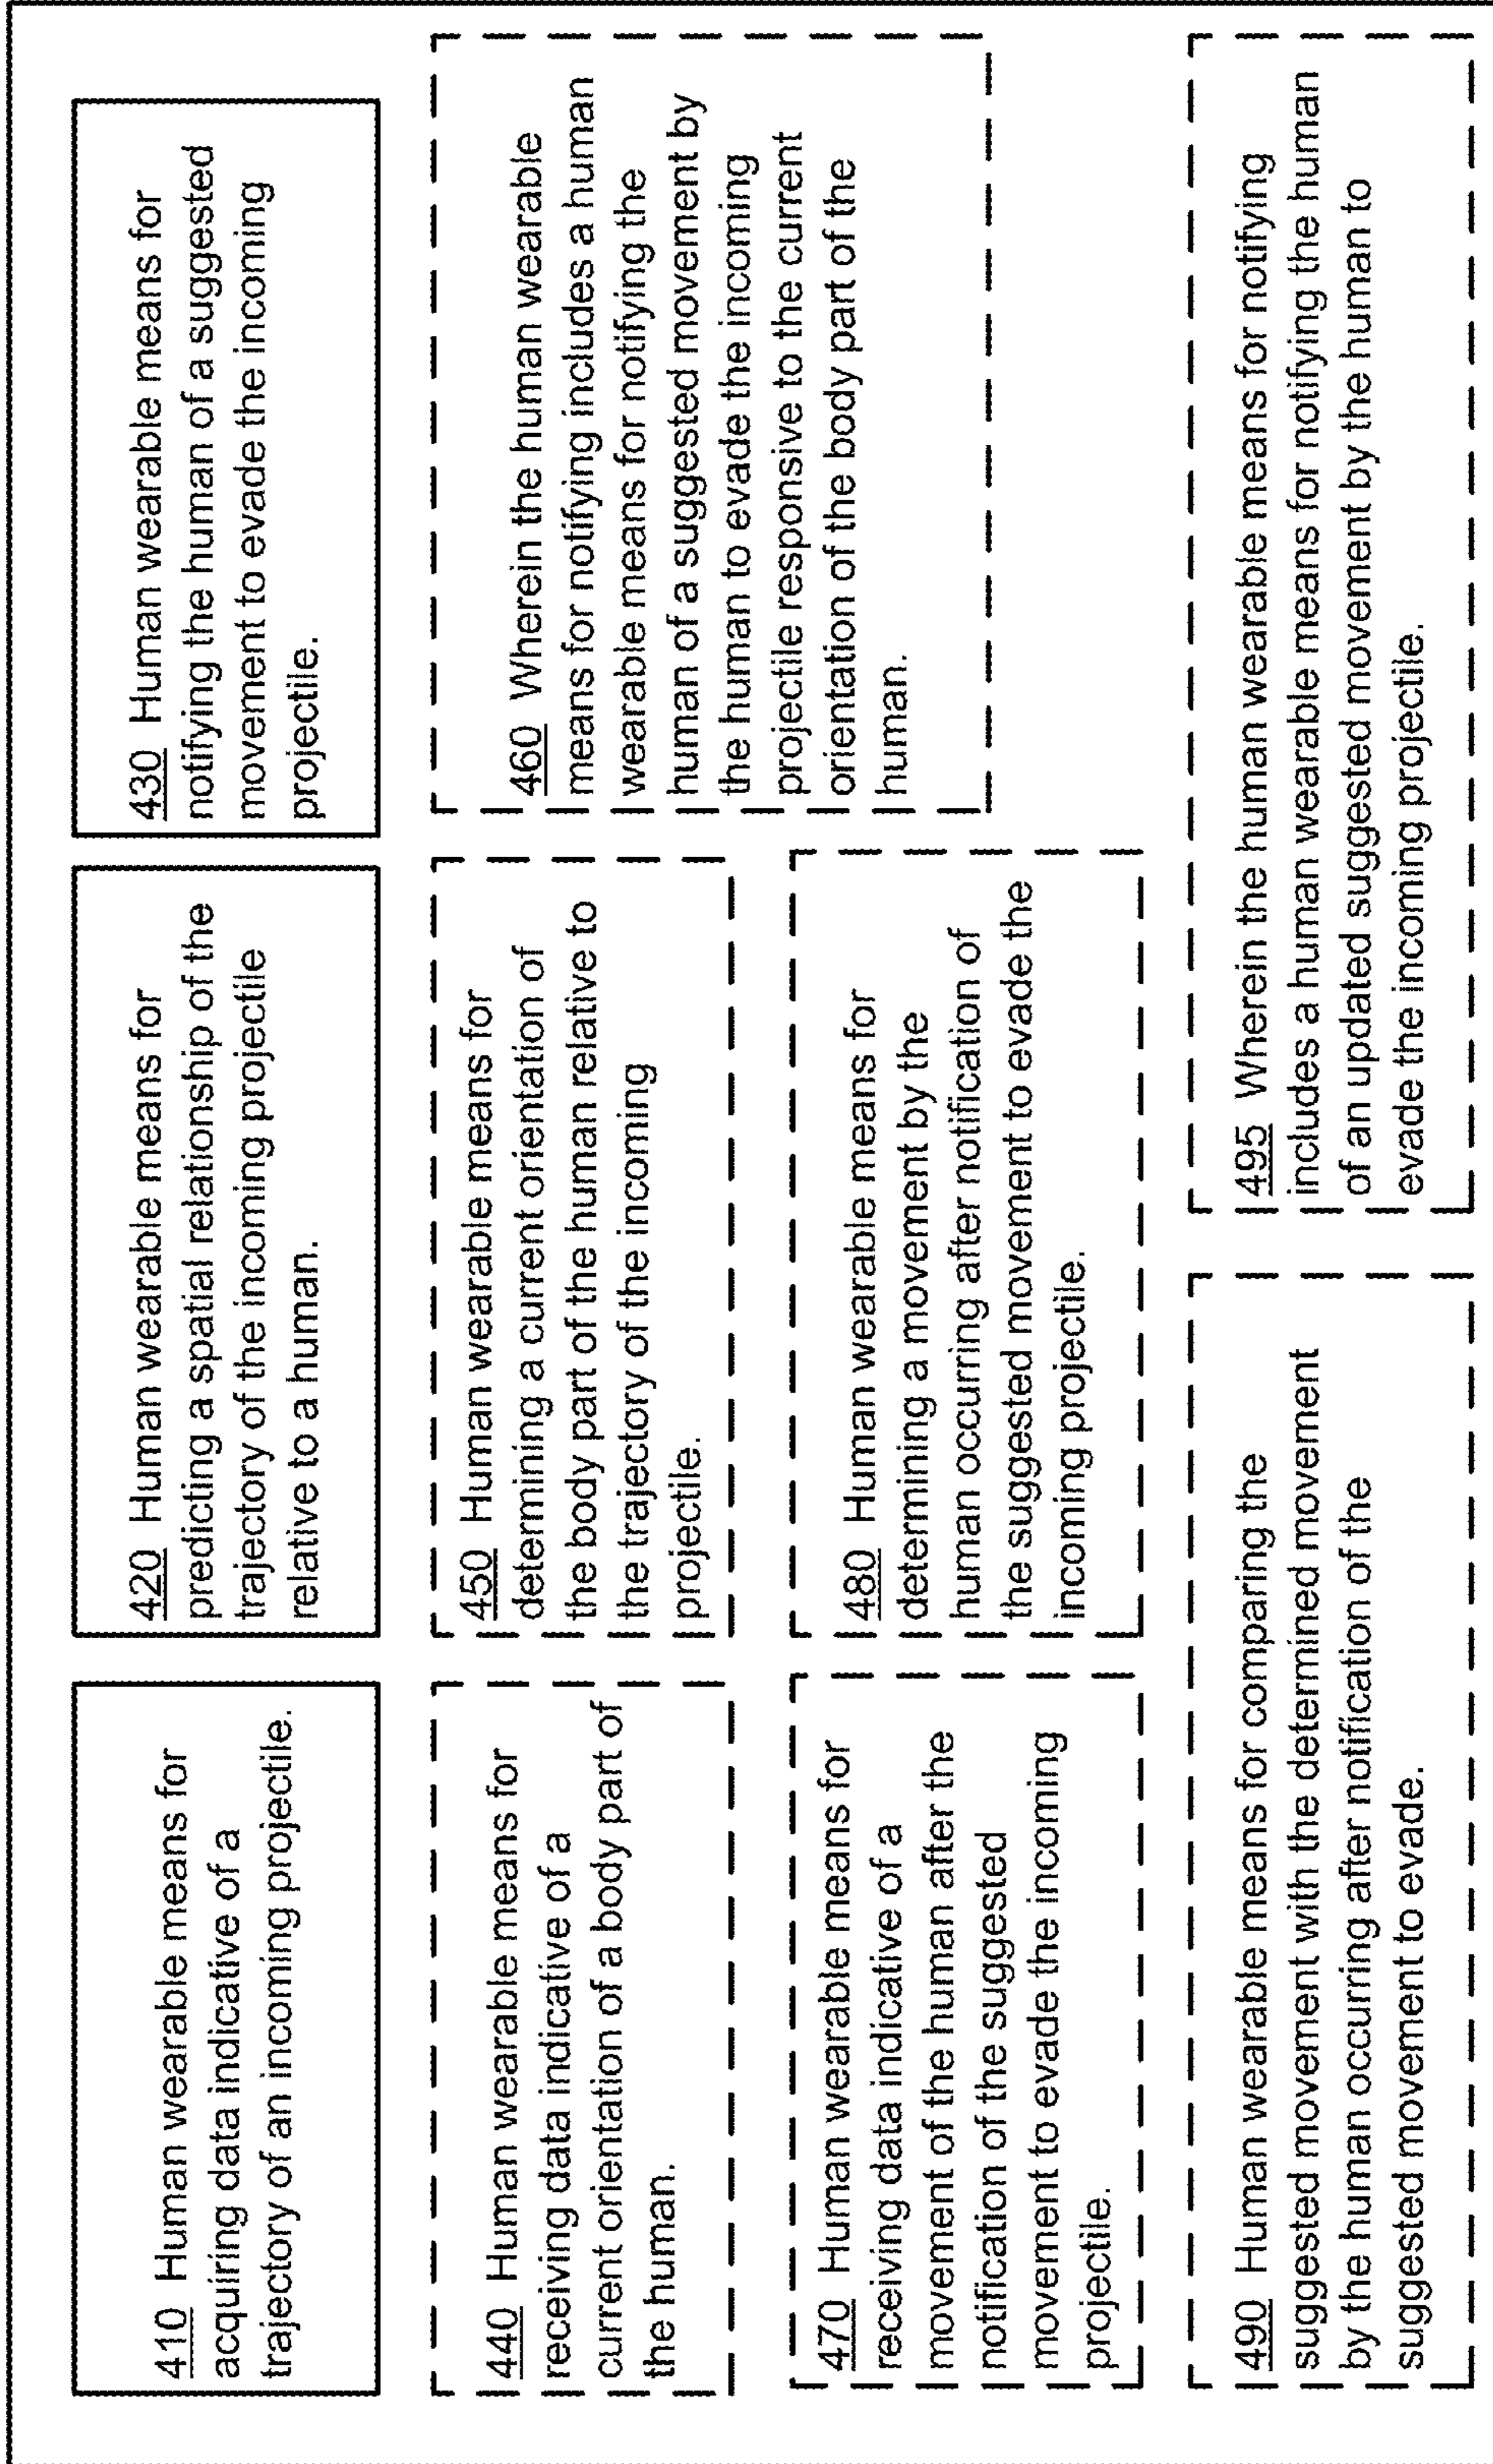 410 Human wearable means for
acquiring data indicative of a
trajectory of an incoming projectile.
420 Human wearable means for
predicting a spatial relationship of the
trajectory of the incoming projectile
relative to a human.
430 Human wearable means for
notifying the human of a suggested
movement to evade the incoming
projectile.
440 Human wearable means for
receiving data indicative of a
current orientation of a body part of
the human.
450 Human wearable means for
determining a current orientation of
the body part of the human relative to
the trajectory of the incoming
projectile.
460 Wherein the human wearable
means for notifying includes a human
wearable means for notifying the
human of a suggested movement by
the human to evade the incoming
projectile responsive to the current
orientation of the body part of the
human.
470 Human wearable means for
receiving data indicative of a
movement of the human after the
notification of the suggested
movement to evade the incoming
projectile.
480 Human wearable means for
determining a movement by the
human occurring after notification of
the suggested movement to evade the
incoming projectile.
490 Human wearable means for comparing the
suggested movement with the determined movement
by the human occurring after notification of the
suggested movement to evade.
495 Wherein the human wearable means for notifying
includes a human wearable means for notifying the human
of an updated suggested movement by the human to
evade the incoming projectile.